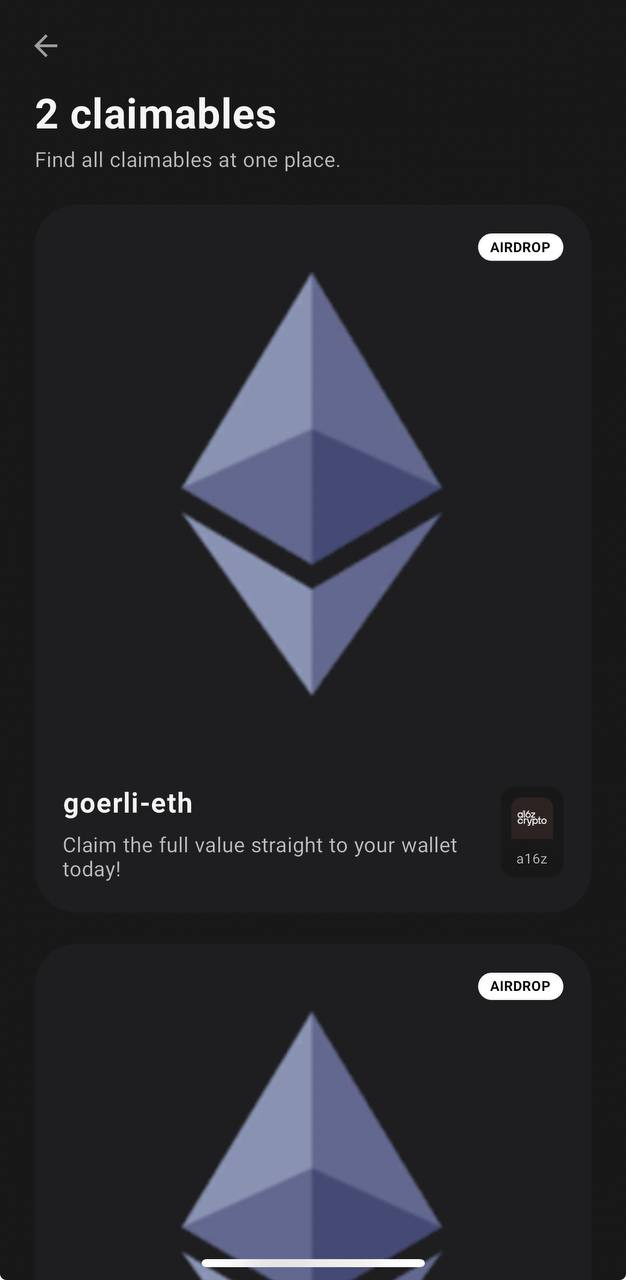 2 claimables
Find all claimables at one place.
AIRDROP
goerli-eth
Claim the full value straight to your wallet
today!
a16z
crypto
a16z
AIRDROP